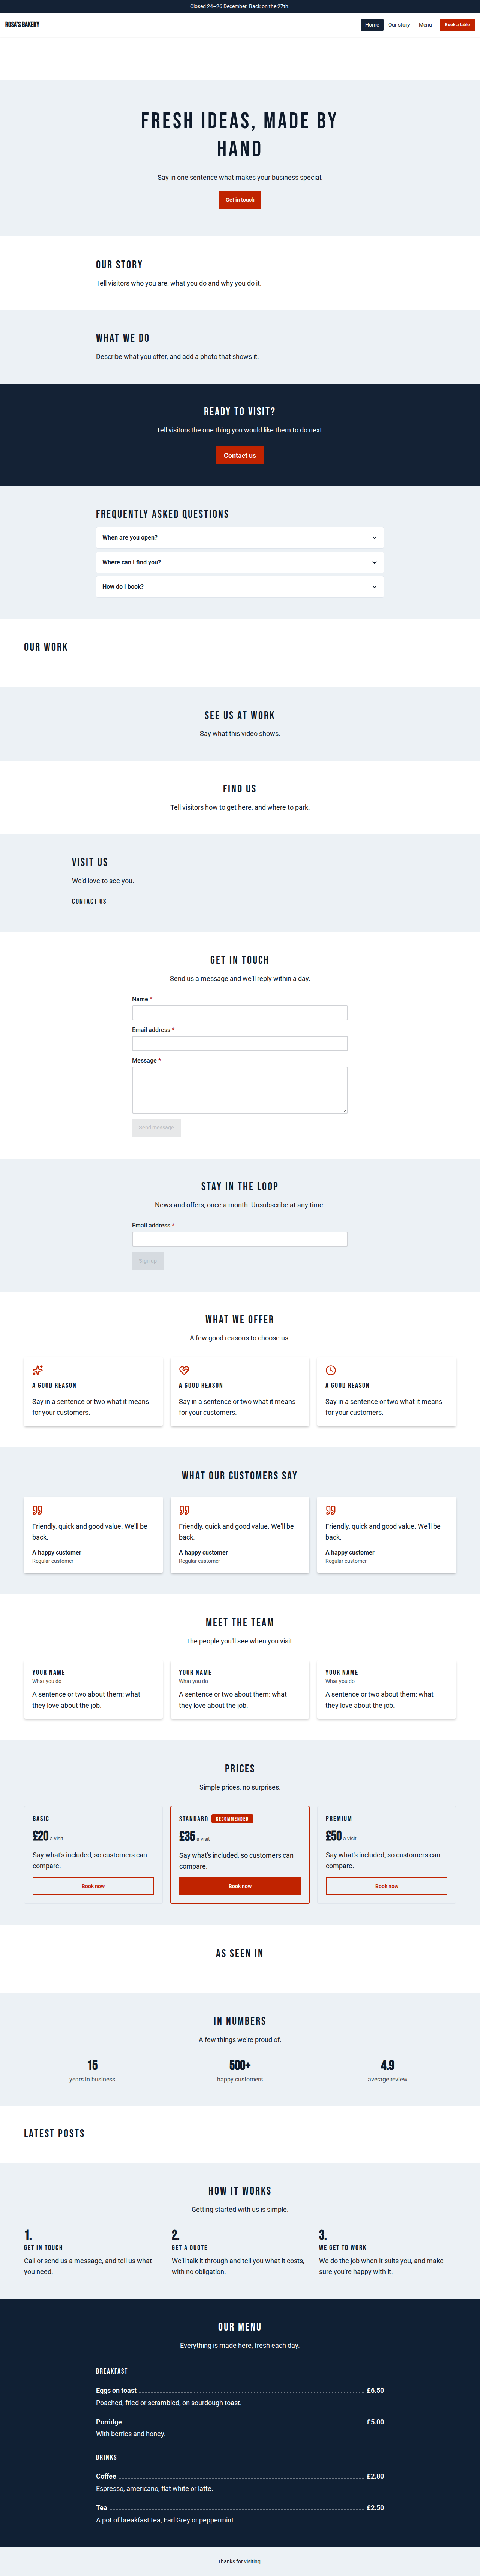 Closed 24–26 December. Back on the 27th.
ROSA'S BAKERY
Home Our story Menu Book a table
FRESH IDEAS, MADE BY
HAND
Say in one sentence what makes your business special.
Get in touch
OUR STORY
Tell visitors who you are, what you do and why you do it.
WHAT WE DO
Describe what you offer, and add a photo that shows it.
READY TO VISIT?
Tell visitors the one thing you would like them to do next.
Contact us
FREQUENTLY ASKED QUESTIONS
When are you open?
Where can I find you?
How do I book?
OUR WORK
SEE US AT WORK
Say what this video shows.
FIND US
Tell visitors how to get here, and where to park.
VISIT US
We'd love to see you.
CONTACT US
GET IN TOUCH
Send us a message and we'll reply within a day.
Name *
Email address *
Message *
Send message
STAY IN THE LOOP
News and offers, once a month. Unsubscribe at any time.
Email address *
Sign up
WHAT WE OFFER
A few good reasons to choose us.
A GOOD REASON
Say in a sentence or two what it means
for your customers.
A GOOD REASON
Say in a sentence or two what it means
for your customers.
A GOOD REASON
Say in a sentence or two what it means
for your customers.
WHAT OUR CUSTOMERS SAY
Friendly, quick and good value. We'll be
back.
A happy customer
Regular customer
Friendly, quick and good value. We'll be
back.
A happy customer
Regular customer
Friendly, quick and good value. We'll be
back.
A happy customer
Regular customer
MEET THE TEAM
The people you'll see when you visit.
YOUR NAME
What you do
A sentence or two about them: what
they love about the job.
YOUR NAME
What you do
A sentence or two about them: what
they love about the job.
YOUR NAME
What you do
A sentence or two about them: what
they love about the job.
PRICES
Simple prices, no surprises.
BASIC
£20 a visit
Say what's included, so customers can
compare.
Book now
STANDARD RECOMMENDED
£35 a visit
Say what's included, so customers can
compare.
Book now
PREMIUM
£50 a visit
Say what's included, so customers can
compare.
Book now
AS SEEN IN
IN NUMBERS
A few things we're proud of.
15
years in business
500+
happy customers
4.9
average review
LATEST POSTS
HOW IT WORKS
Getting started with us is simple.
1.
GET IN TOUCH
Call or send us a message, and tell us what
you need.
2.
GET A QUOTE
We'll talk it through and tell you what it costs,
with no obligation.
3.
WE GET TO WORK
We do the job when it suits you, and make
sure you're happy with it.
OUR MENU
Everything is made here, fresh each day.
BREAKFAST
Eggs on toast £6.50
Poached, fried or scrambled, on sourdough toast.
Porridge £5.00
With berries and honey.
DRINKS
Coffee £2.80
Espresso, americano, flat white or latte.
Tea £2.50
A pot of breakfast tea, Earl Grey or peppermint.
Thanks for visiting.